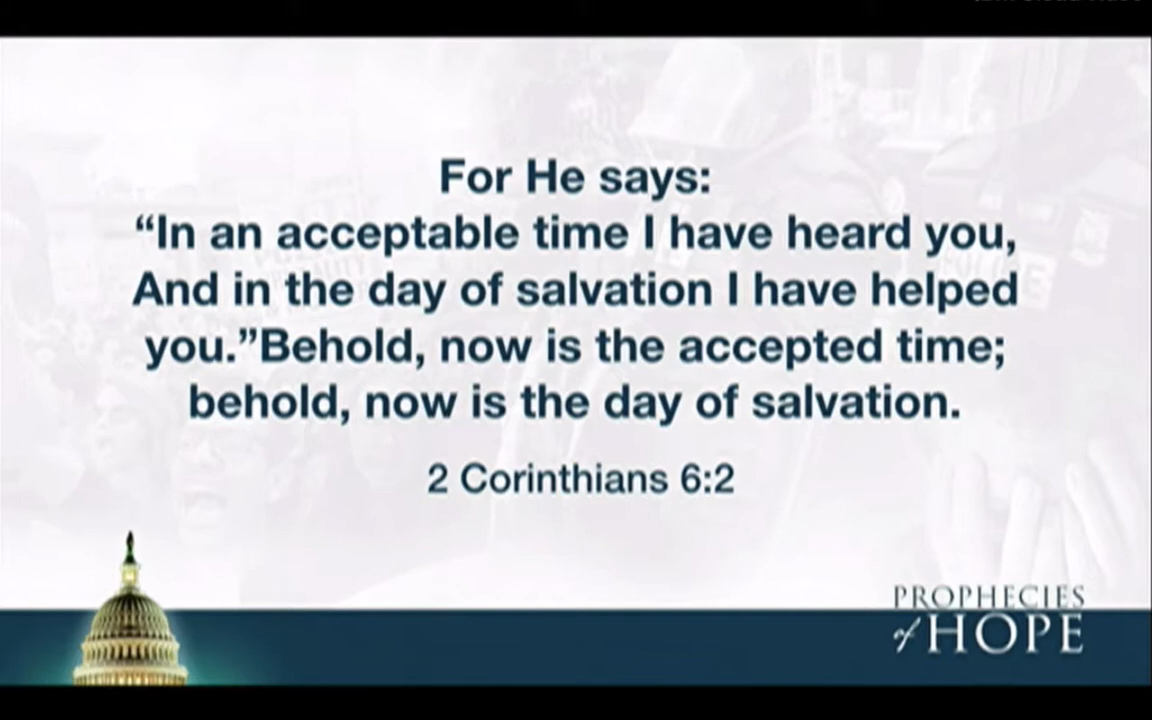 For He says:
“In an acceptable time I have heard you,
And in the day of salvation I have helped
you.”Behold, now is the accepted time;
behold, now is the day of salvation.
2 Corinthians 6:2
PROPHECIES
of HOPE